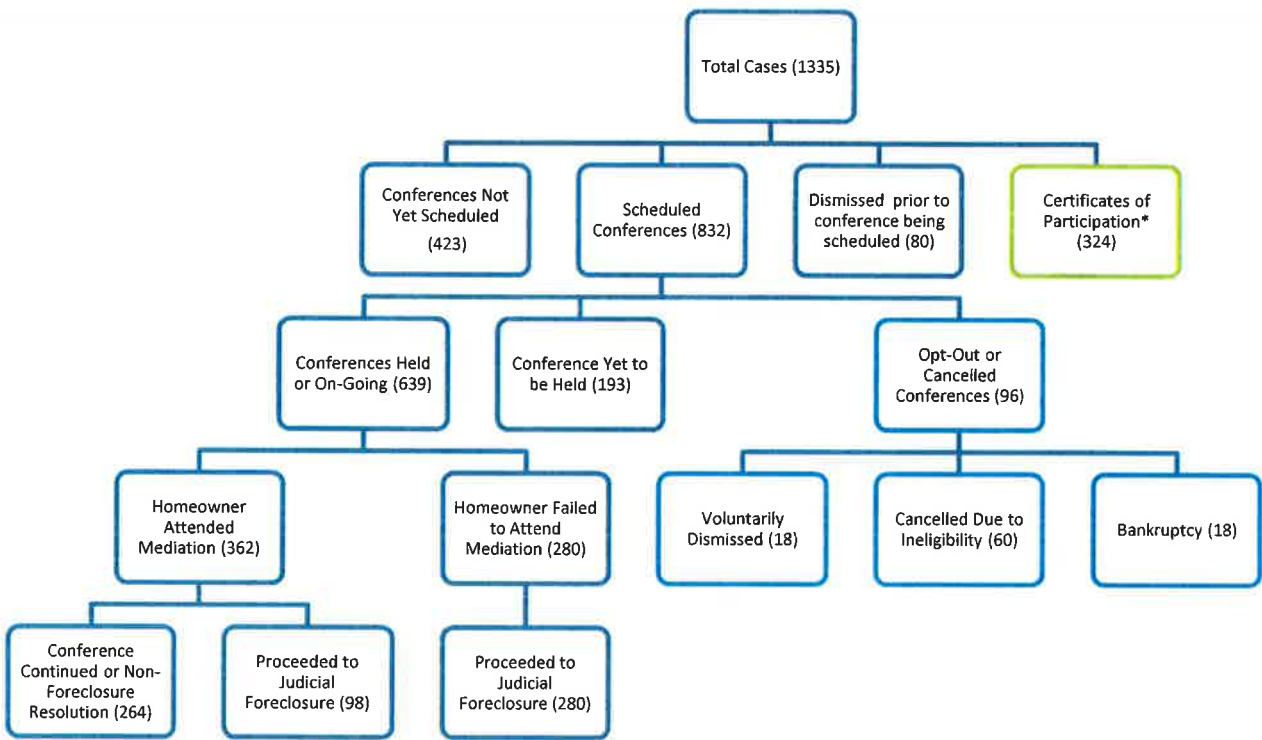 Total Cases (1335)
Conferences Not
Yet Scheduled
(423)
Scheduled
Conferences (832)
Dismissed prior to
conference being
scheduled (80)
Certificates of
Participation*
(324)
Conferences Held
or On-Going (639)
Conference Yet to
be Held (193)
Opt-Out or
Cancelled
Conferences (96)
Homeowner
Attended
Mediation (362)
Homeowner Failed
to Attend
Mediation (280)
Voluntarily
Dismissed (18)
Cancelled Due to
Ineligibility (60)
Bankruptcy (18)
Conference
Continued or Non-
Foreclosure
Resolution (264)
Proceeded to
Judicial
Foreclosure (98)
Proceeded to
Judicial
Foreclosure (280)